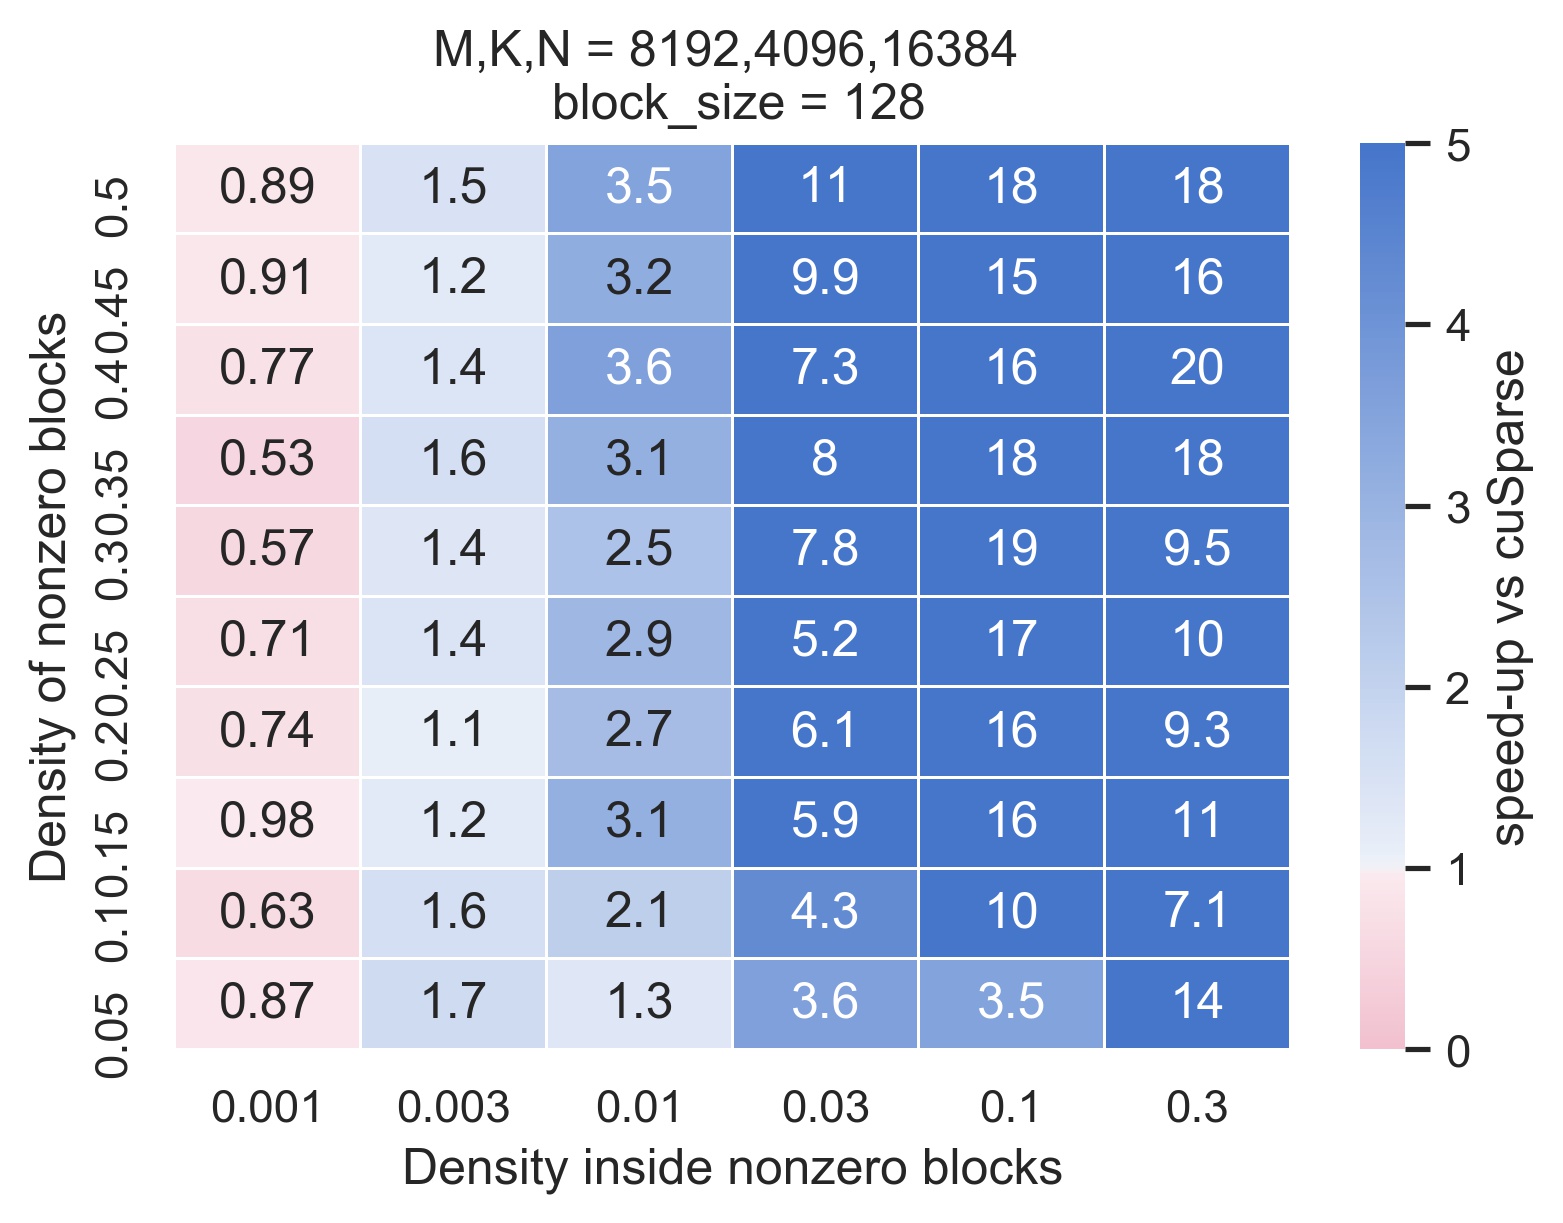 M,K,N = 8192,4096,16384
block_size = 128
Density of nonzero blocks
0.5 0.89 1.5 3.5 11 18 18
0.45 0.91 1.2 3.2 9.9 15 16
0.4 0.77 1.4 3.6 7.3 16 20
0.35 0.53 1.6 3.1 8 18 18
0.3 0.57 1.4 2.5 7.8 19 9.5
0.25 0.71 1.4 2.9 5.2 17 10
0.2 0.74 1.1 2.7 6.1 16 9.3
0.15 0.98 1.2 3.1 5.9 16 11
0.1 0.63 1.6 2.1 4.3 10 7.1
0.05 0.87 1.7 1.3 3.6 3.5 14
0.001 0.003 0.01 0.03 0.1 0.3
Density inside nonzero blocks
5
4
3
2
1
0
speed-up vs cuSparse